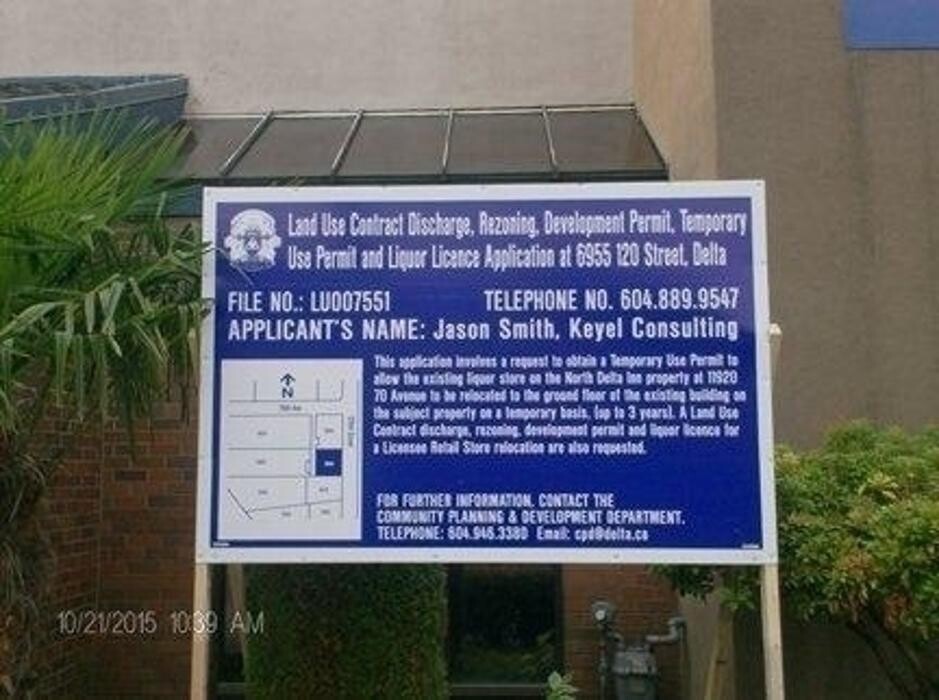 Land Use Contract Discharge, Rezoning, Development Permit, Temporary
Use Permit and Liquor Licence Application at 6955 120 Street, Delta
FILE NO.: LU007551 TELEPHONE NO. 604.889.9547
APPLICANT'S NAME: Jason Smith, Keyel Consulting
This application involves a request to obtain a Temporary Use Permit to
allow the existing liquor store on the North Delta Inn property at 11920
70 Avenue to be relocated to the ground floor of the existing building on
the subject property on a temporary basis, (up to 3 years). A Land Use
Contract discharge, rezoning, development permit and liquor licence for
a Licensee Retail Store relocation are also requested.
N
FOR FURTHER INFORMATION, CONTACT THE
COMMUNITY PLANNING & DEVELOPMENT DEPARTMENT.
TELEPHONE: 604.946.3380 Email: cpd@delta.ca
10/21/2015 10:39 AM